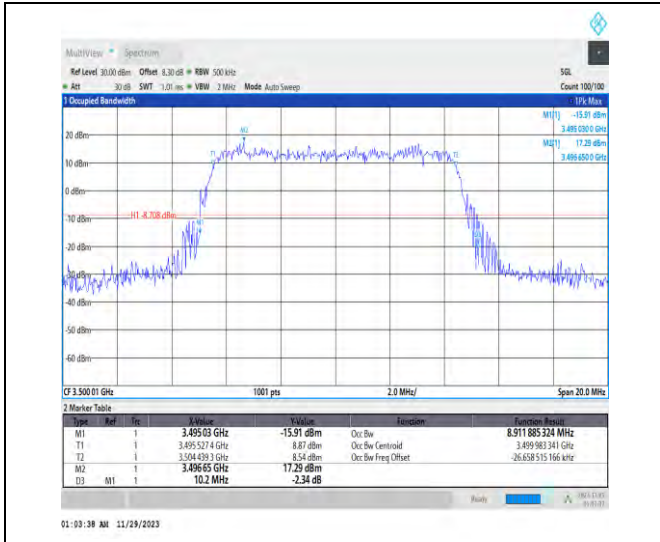 MultiView Spectrum
Ref Level 30.00 dBm Offset 8.30 dB RBW 500 kHz SGL
Att 30 dB SWT 1.01 ms VBW 2 MHz Mode Auto Sweep Count 100/100
1 Occupied Bandwidth 1Pk Max
M1[1] -15.91 dBm
3.495 030 0 GHz
M2[1] 17.29 dBm
3.496 650 0 GHz
20 dBm
M2
T1
T2
10 dBm
0 dBm
H1 -8.708 dBm
-10 dBm
M1
-20 dBm
-30 dBm
-40 dBm
-50 dBm
-60 dBm
CF 3.500 01 GHz 1001 pts 2.0 MHz/ Span 20.0 MHz
2 Marker Table
Type Ref Trc X-Value Y-Value Function Function Result
M1 1 3.495 03 GHz -15.91 dBm Occ Bw 8.911 885 324 MHz
T1 1 3.495 527 4 GHz 8.87 dBm Occ Bw Centroid 3.499 983 341 GHz
T2 1 3.504 439 3 GHz 8.54 dBm Occ Bw Freq Offset -26.658 515 166 kHz
M2 1 3.496 65 GHz 17.29 dBm
D3 M1 1 10.2 MHz -2.34 dB
Ready
01:03:38 AM 11/29/2023